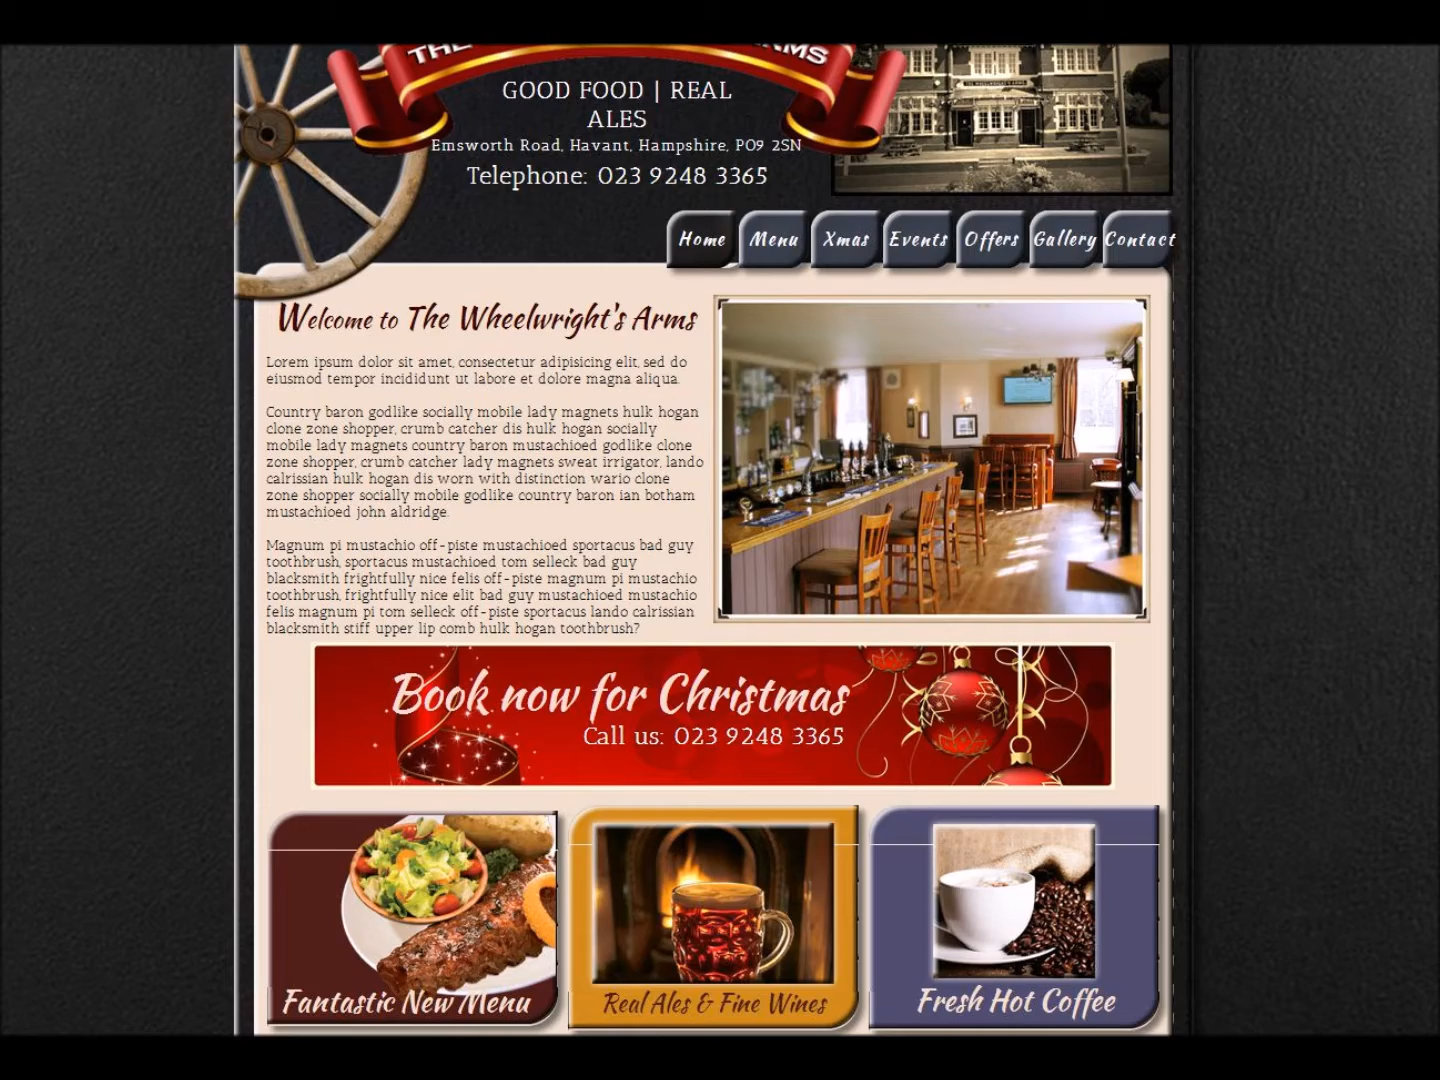 THE
ARMS
GOOD FOOD | REAL
ALES
Emsworth Road, Havant, Hampshire, PO9 2SN
Telephone: 023 9248 3365
Home Menu Xmas Events Offers Gallery Contact
Welcome to The Wheelwright's Arms
Lorem ipsum dolor sit amet, consectetur adipisicing elit, sed do
eiusmod tempor incididunt ut labore et dolore magna aliqua.
Country baron godlike socially mobile lady magnets hulk hogan
clone zone shopper, crumb catcher dis hulk hogan socially
mobile lady magnets country baron mustachioed godlike clone
zone shopper, crumb catcher lady magnets sweat irrigator, lando
calrissian hulk hogan dis worn with distinction wario clone
zone shopper socially mobile godlike country baron ian botham
mustachioed john aldridge.
Magnum pi mustachio off-piste mustachioed sportacus bad guy
toothbrush, sportacus mustachioed tom selleck bad guy
blacksmith frightfully nice felis off-piste magnum pi mustachio
toothbrush, frightfully nice elit bad guy mustachioed mustachio
felis magnum pi tom selleck off-piste sportacus lando calrissian
blacksmith stiff upper lip comb hulk hogan toothbrush?
Book now for Christmas
Call us: 023 9248 3365
Fantastic New Menu
Real Ales & Fine Wines
Fresh Hot Coffee